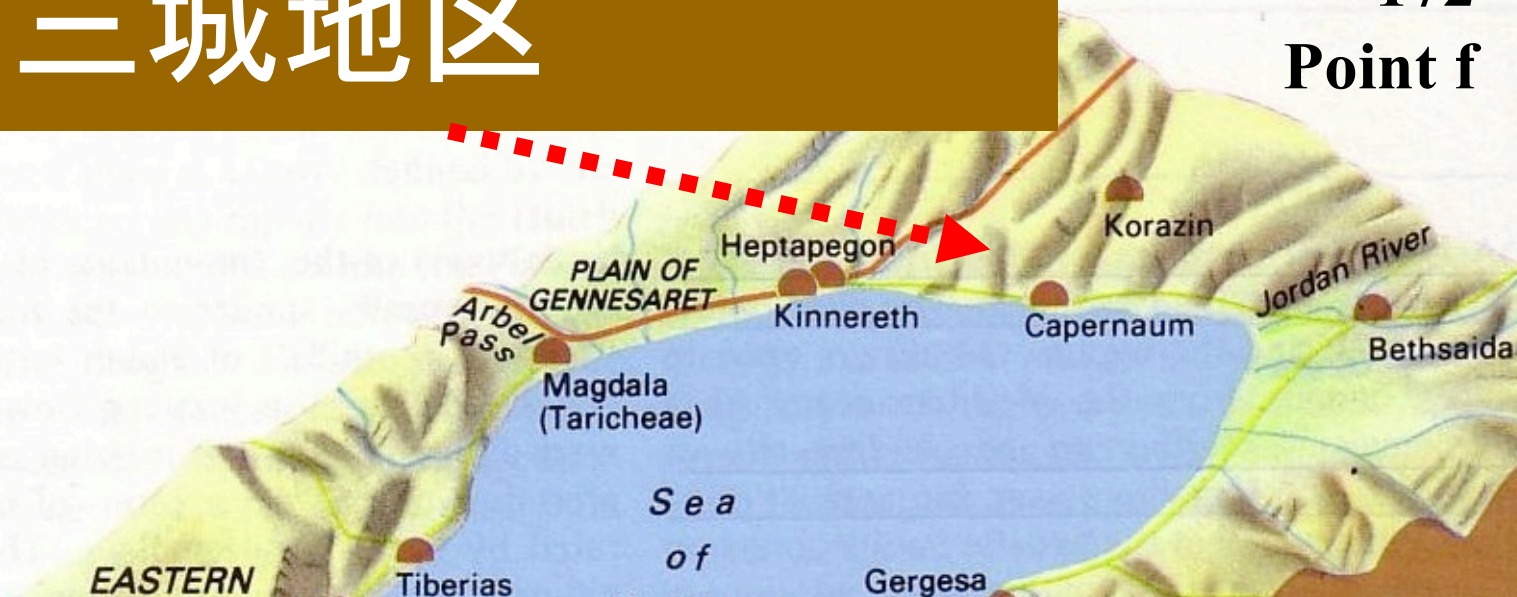 三城地区
Point f
Korazin
Heptapegon
Jordan River
PLAIN OF
GENNESARET
Arbel
Pass
Kinnereth
Capernaum
Bethsaida
Magdala
(Taricheae)
Sea
of
EASTERN
Tiberias
Gergesa